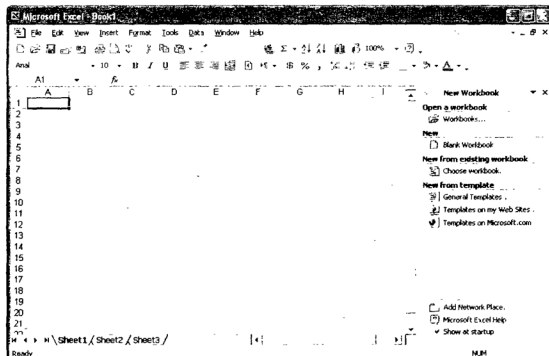 Microsoft Excel - Book1
File Edit View Insert Format Tools Data Window Help
100%
Arial 10 B I U $ % ,
A1 fx
A B C D E F G H I
1
2
3
4
5
6
7
8
9
10
11
12
13
14
15
16
17
18
19
20
21
New Workbook
Open a workbook
Workbooks...
New
Blank Workbook
New from existing workbook
Choose workbook.
New from template
General Templates .
Templates on my Web Sites .
Templates on Microsoft.com
Add Network Place.
Microsoft Excel Help
Show at startup
Sheet1 / Sheet2 / Sheet3 /
Ready NUM